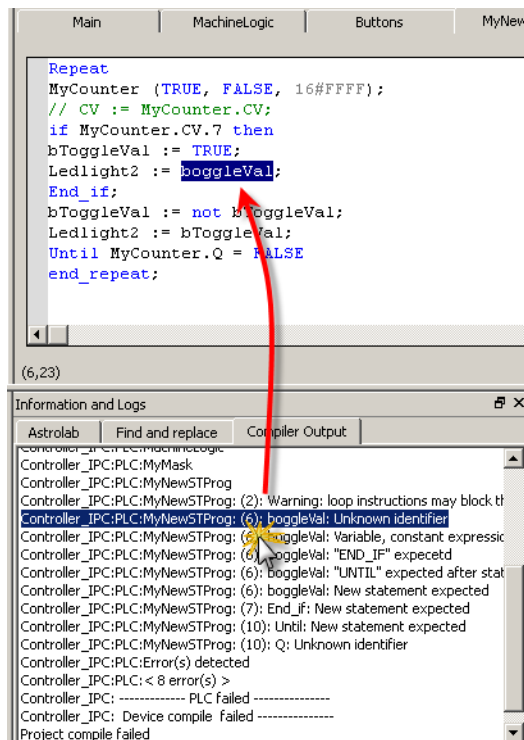 Main MachineLogic Buttons MyNew
Repeat
MyCounter (TRUE, FALSE, 16#FFFF);
// CV := MyCounter.CV;
if MyCounter.CV.7 then
bToggleVal := TRUE;
Ledlight2 := boggleVal;
End_if;
bToggleVal := not bToggleVal;
Ledlight2 := bToggleVal;
Until MyCounter.Q = FALSE
end_repeat;
(6,23)
Information and Logs
Astrolab Find and replace Compiler Output
Controller_IPC:PLC:MachineLogic
Controller_IPC:PLC:MyMask
Controller_IPC:PLC:MyNewSTProg
Controller_IPC:PLC:MyNewSTProg: (2): Warning: loop instructions may block th
Controller_IPC:PLC:MyNewSTProg: (6): boggleVal: Unknown identifier
Controller_IPC:PLC:MyNewSTProg: (6): boggleVal: Variable, constant expressio
Controller_IPC:PLC:MyNewSTProg: (6): boggleVal: "END_IF" expecetd
Controller_IPC:PLC:MyNewSTProg: (6): boggleVal: "UNTIL" expected after stat
Controller_IPC:PLC:MyNewSTProg: (6): boggleVal: New statement expected
Controller_IPC:PLC:MyNewSTProg: (7): End_if: New statement expected
Controller_IPC:PLC:MyNewSTProg: (10): Until: New statement expected
Controller_IPC:PLC:MyNewSTProg: (10): Q: Unknown identifier
Controller_IPC:PLC:Error(s) detected
Controller_IPC:PLC: < 8 error(s) >
Controller_IPC: ------------- PLC failed ---------------
Controller_IPC: Device compile failed ---------------
Project compile failed